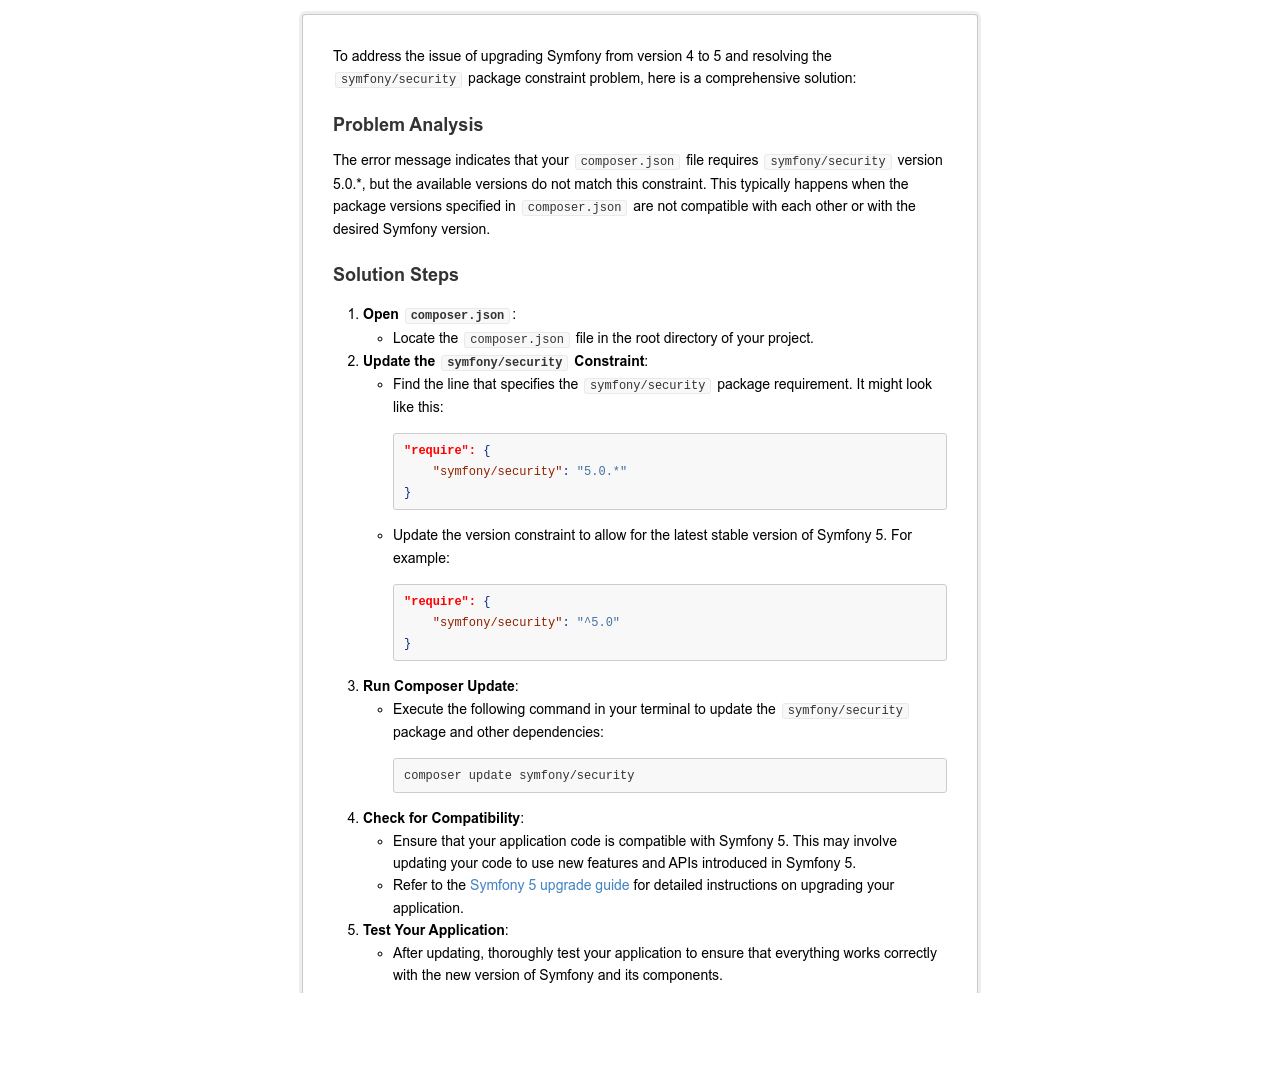 To address the issue of upgrading Symfony from version 4 to 5 and resolving the
symfony/security package constraint problem, here is a comprehensive solution:
Problem Analysis
The error message indicates that your composer.json file requires symfony/security version
5.0.*, but the available versions do not match this constraint. This typically happens when the
package versions specified in composer.json are not compatible with each other or with the
desired Symfony version.
Solution Steps
1. Open composer.json:
◦ Locate the composer.json file in the root directory of your project.
2. Update the symfony/security Constraint:
◦ Find the line that specifies the symfony/security package requirement. It might look
like this:
"require": {
    "symfony/security": "5.0.*"
}
◦ Update the version constraint to allow for the latest stable version of Symfony 5. For
example:
"require": {
    "symfony/security": "^5.0"
}
3. Run Composer Update:
◦ Execute the following command in your terminal to update the symfony/security
package and other dependencies:
composer update symfony/security
4. Check for Compatibility:
◦ Ensure that your application code is compatible with Symfony 5. This may involve
updating your code to use new features and APIs introduced in Symfony 5.
◦ Refer to the Symfony 5 upgrade guide for detailed instructions on upgrading your
application.
5. Test Your Application:
◦ After updating, thoroughly test your application to ensure that everything works correctly
with the new version of Symfony and its components.